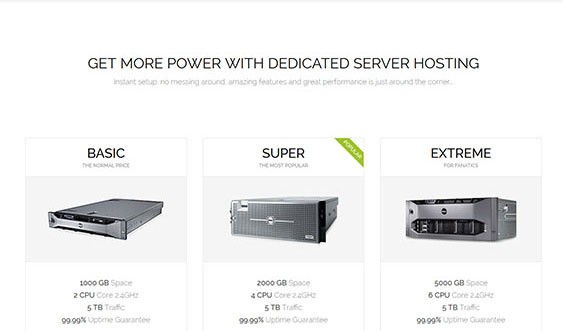 GET MORE POWER WITH DEDICATED SERVER HOSTING
Instant setup, no messing around, amazing features and great performance is just around the corner...
BASIC
THE NORMAL PRICE
1000 GB Space
2 CPU Core 2.4GHz
5 TB Traffic
99.99% Uptime Guarantee
SUPER
THE MOST POPULAR
POPULAR
2000 GB Space
4 CPU Core 2.4GHz
5 TB Traffic
99.99% Uptime Guarantee
EXTREME
FOR FANATICS
5000 GB Space
6 CPU Core 2.4GHz
5 TB Traffic
99.99% Uptime Guarantee